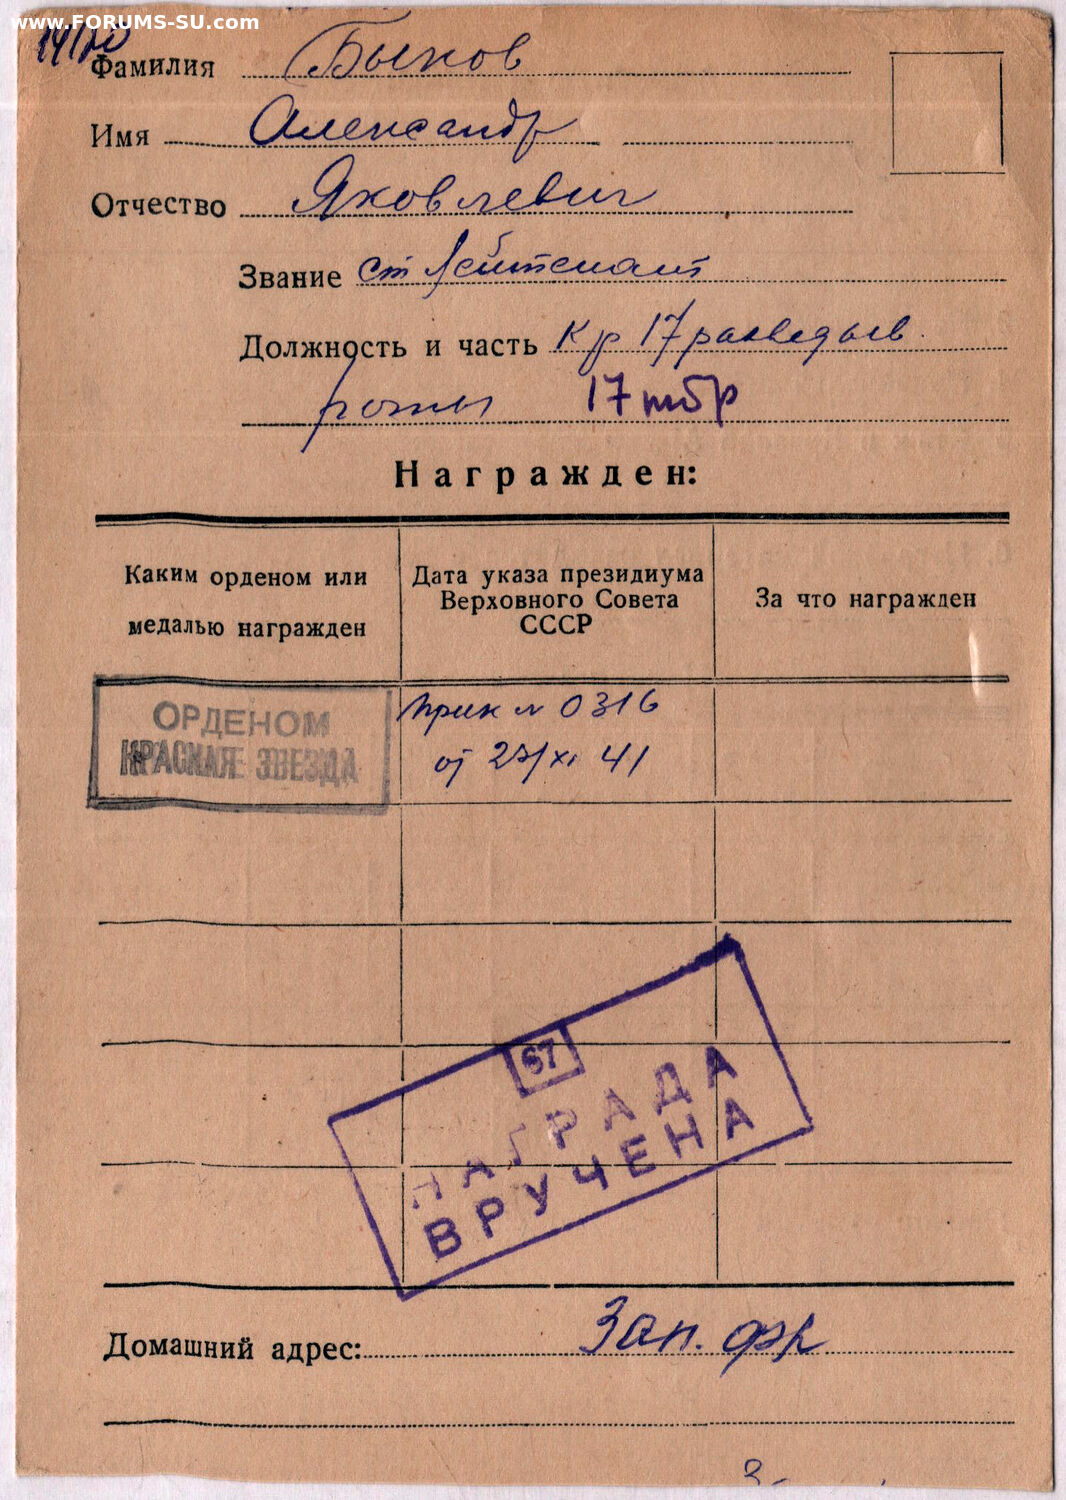 www.FORUMS-SU.com
Фамилия Быков
Имя Александр
Отчество Яковлевич
Звание ст лейтенант
Должность и часть К р 17 разведыв.
роты 17 тбр
Награжден:
Каким орденом или
медалью награжден
Дата указа президиума
Верховного Совета
СССР
За что награжден
ОРДЕНОМ
КРАСНАЯ ЗВЕЗДА
Прик № 0316
от 27/XI 41
67
НАГРАДА
ВРУЧЕНА
Домашний адрес: Зап. фр